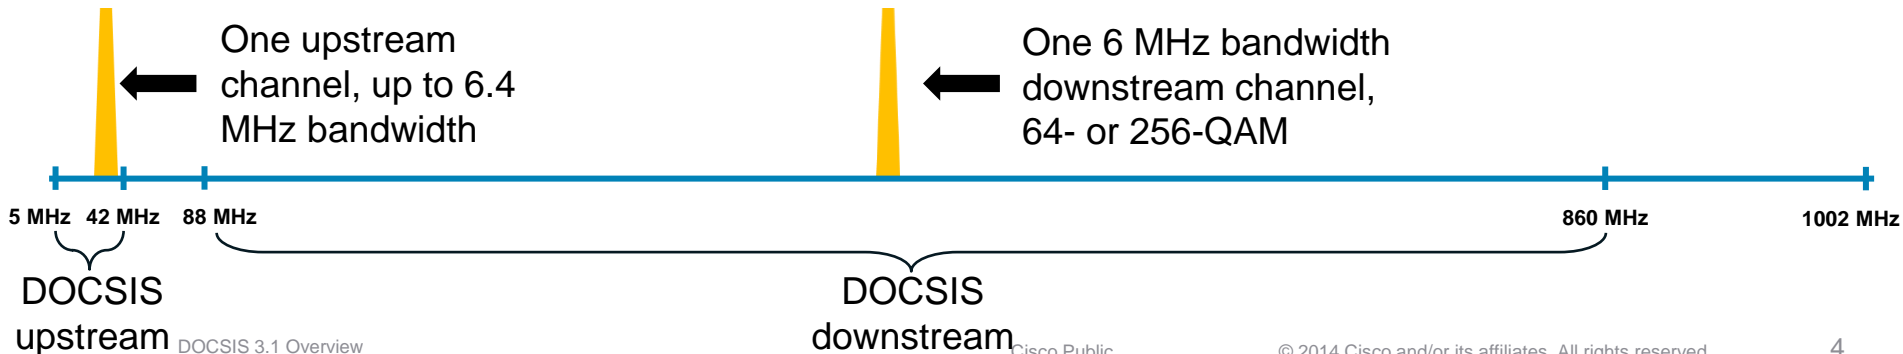 One upstream
channel, up to 6.4
MHz bandwidth
One 6 MHz bandwidth
downstream channel,
64- or 256-QAM
5 MHz 42 MHz 88 MHz 860 MHz 1002 MHz
DOCSIS
upstream
DOCSIS
downstream
DOCSIS 3.1 Overview Cisco Public © 2014 Cisco and/or its affiliates. All rights reserved 4